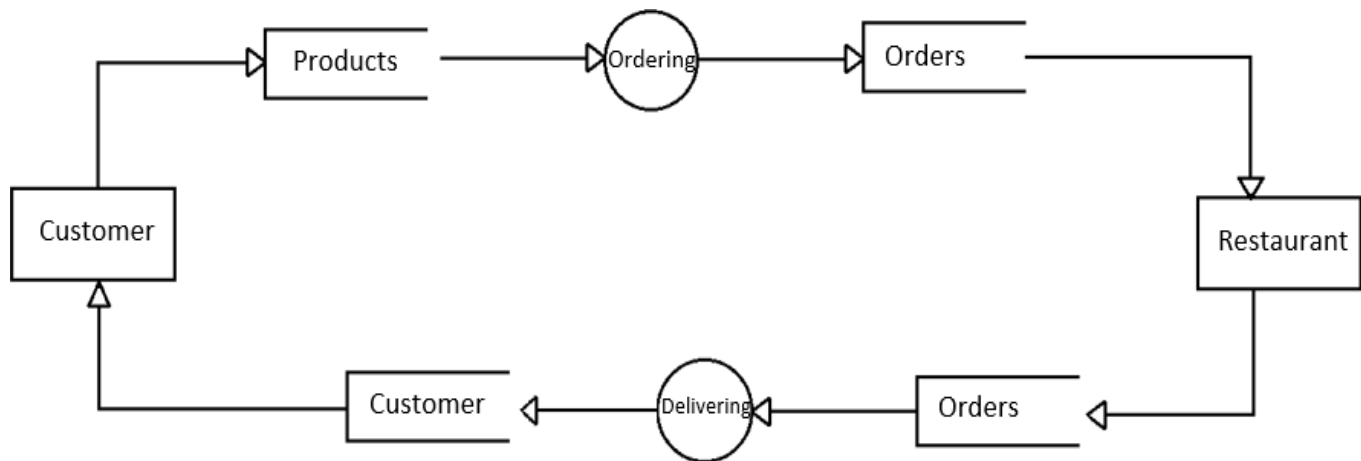 Products
Ordering
Orders
Customer
Restaurant
Customer
Delivering
Orders